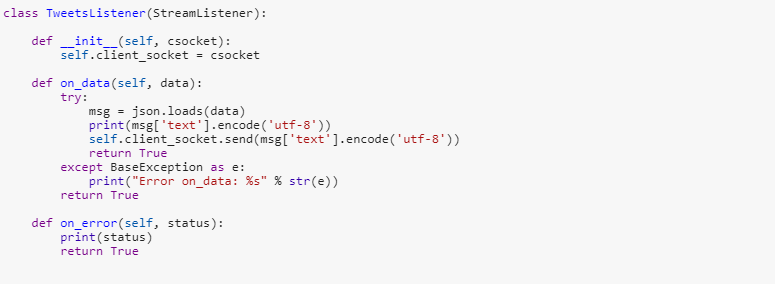 class TweetsListener(StreamListener):
    def __init__(self, csocket):
        self.client_socket = csocket
    def on_data(self, data):
        try:
            msg = json.loads(data)
            print(msg['text'].encode('utf-8'))
            self.client_socket.send(msg['text'].encode('utf-8'))
            return True
        except BaseException as e:
            print("Error on_data: %s" % str(e))
        return True
    def on_error(self, status):
        print(status)
        return True